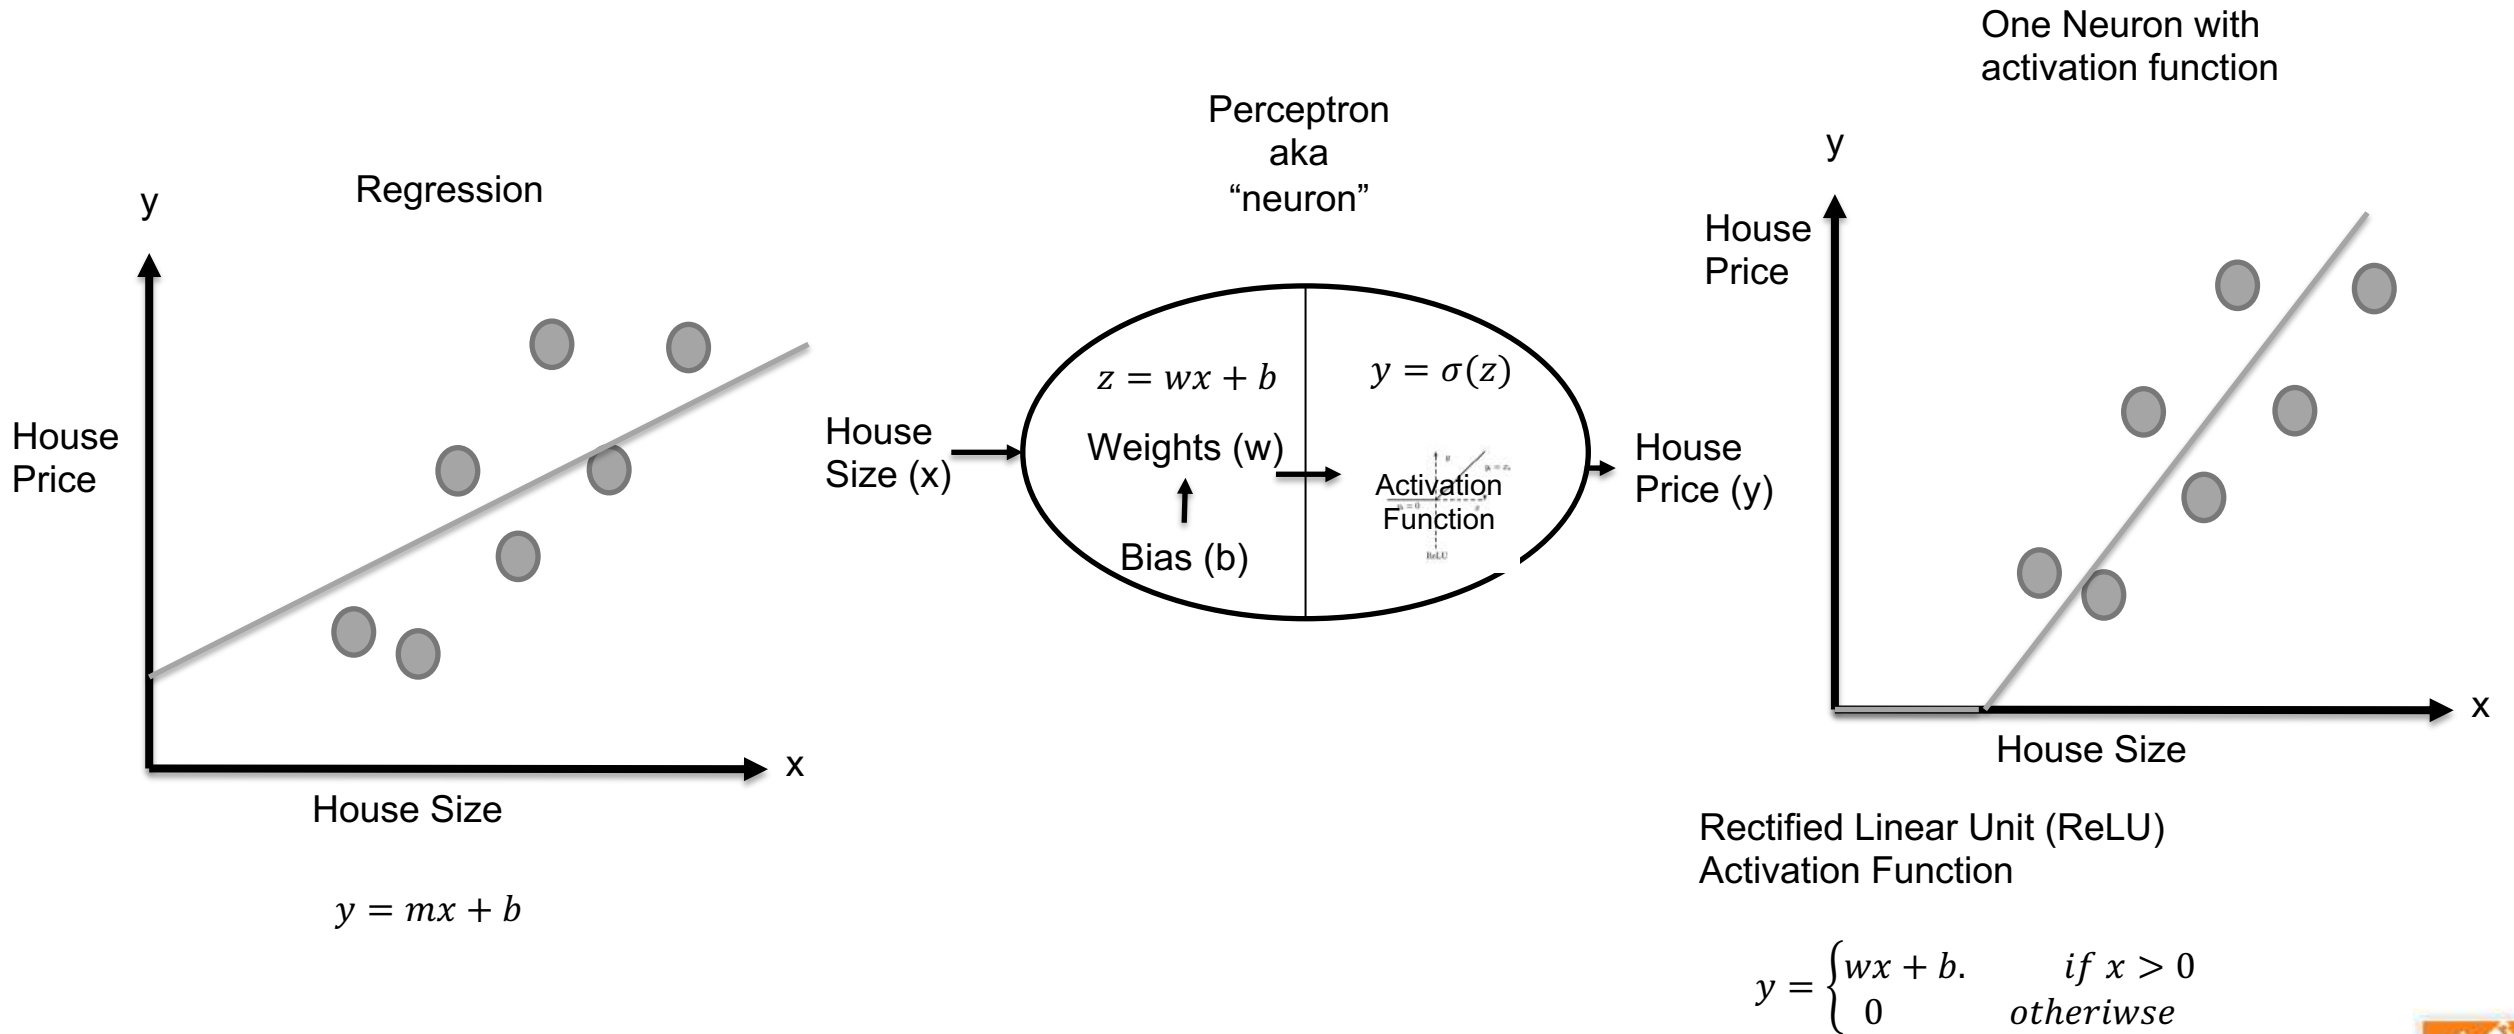 Regression
y
House
Price
x
House Size
y = mx + b
Perceptron
aka
“neuron”
House
Size (x)
z = wx + b
Weights (w)
Bias (b)
y = σ(z)
Activation
Function
ReLU
House
Price (y)
One Neuron with
activation function
y
House
Price
x
House Size
Rectified Linear Unit (ReLU)
Activation Function
y = { wx + b. if x > 0
0 otheriwse